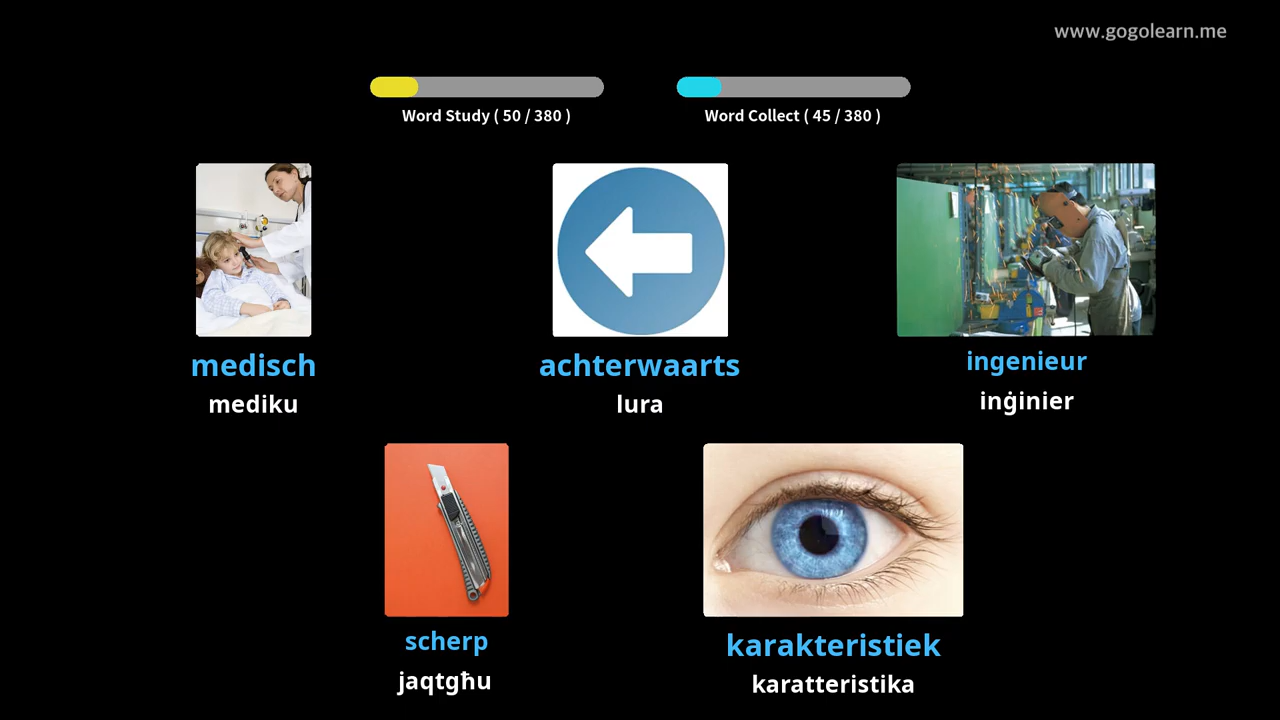 www.gogolearn.me
Word Study ( 50 / 380 )
Word Collect ( 45 / 380 )
medisch
mediku
achterwaarts
lura
ingenieur
inġinier
scherp
jaqtgħu
karakteristiek
karatteristika